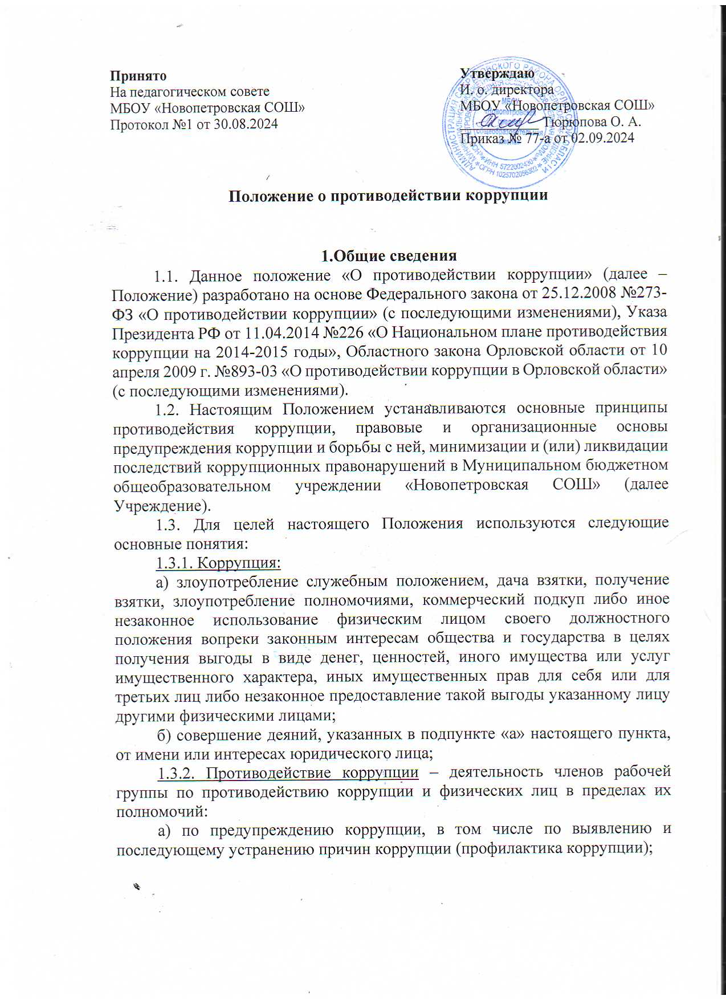 Принято
На педагогическом совете
МБОУ «Новопетровская СОШ»
Протокол №1 от 30.08.2024
Утверждаю
И. о. директора
МБОУ «Новопетровская СОШ»
Тюрюпова О. А.
Приказ № 77-а от 02.09.2024
МБОУ
Новопетровская
общеобразовательная
ИНН 5722002430
ОГРН 1025702056302
Положение о противодействии коррупции
1.Общие сведения
1.1. Данное положение «О противодействии коррупции» (далее –
Положение) разработано на основе Федерального закона от 25.12.2008 №273-
ФЗ «О противодействии коррупции» (с последующими изменениями), Указа
Президента РФ от 11.04.2014 №226 «О Национальном плане противодействия
коррупции на 2014-2015 годы», Областного закона Орловской области от 10
апреля 2009 г. №893-03 «О противодействии коррупции в Орловской области»
(с последующими изменениями).
1.2. Настоящим Положением устанавливаются основные принципы
противодействия коррупции, правовые и организационные основы
предупреждения коррупции и борьбы с ней, минимизации и (или) ликвидации
последствий коррупционных правонарушений в Муниципальном бюджетном
общеобразовательном учреждении «Новопетровская СОШ» (далее
Учреждение).
1.3. Для целей настоящего Положения используются следующие
основные понятия:
1.3.1. Коррупция:
а) злоупотребление служебным положением, дача взятки, получение
взятки, злоупотребление полномочиями, коммерческий подкуп либо иное
незаконное использование физическим лицом своего должностного
положения вопреки законным интересам общества и государства в целях
получения выгоды в виде денег, ценностей, иного имущества или услуг
имущественного характера, иных имущественных прав для себя или для
третьих лиц либо незаконное предоставление такой выгоды указанному лицу
другими физическими лицами;
б) совершение деяний, указанных в подпункте «а» настоящего пункта,
от имени или интересах юридического лица;
1.3.2. Противодействие коррупции – деятельность членов рабочей
группы по противодействию коррупции и физических лиц в пределах их
полномочий:
а) по предупреждению коррупции, в том числе по выявлению и
последующему устранению причин коррупции (профилактика коррупции);